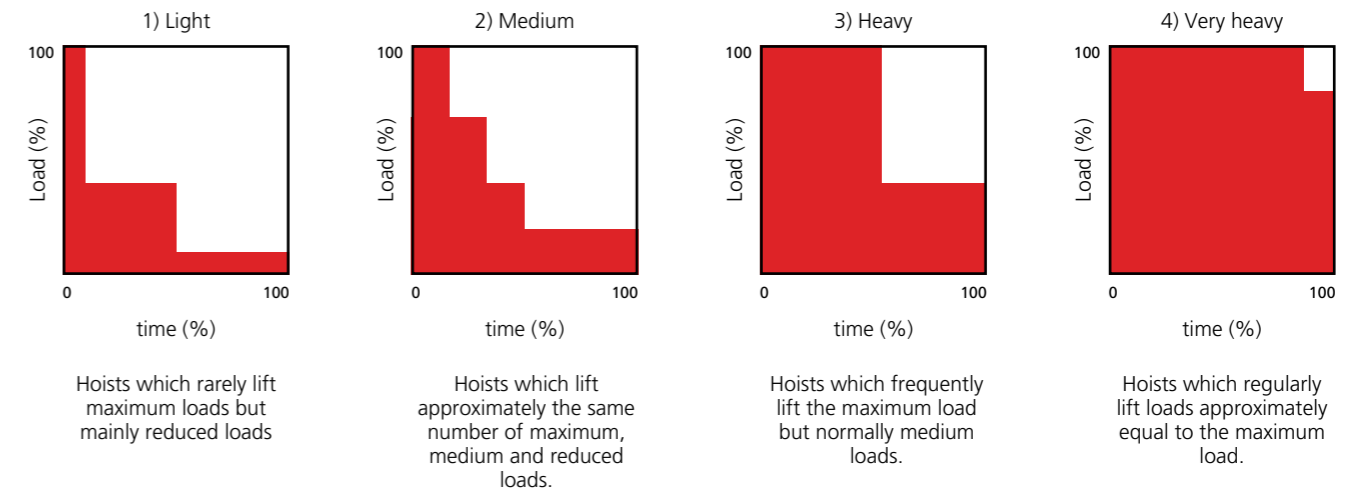 1) Light
100
Load (%)
0
100
time (%)
Hoists which rarely lift
maximum loads but
mainly reduced loads
2) Medium
100
Load (%)
0
100
time (%)
Hoists which lift
approximately the same
number of maximum,
medium and reduced
loads.
3) Heavy
100
Load (%)
0
100
time (%)
Hoists which frequently
lift the maximum load
but normally medium
loads.
4) Very heavy
100
Load (%)
0
100
time (%)
Hoists which regularly
lift loads approximately
equal to the maximum
load.